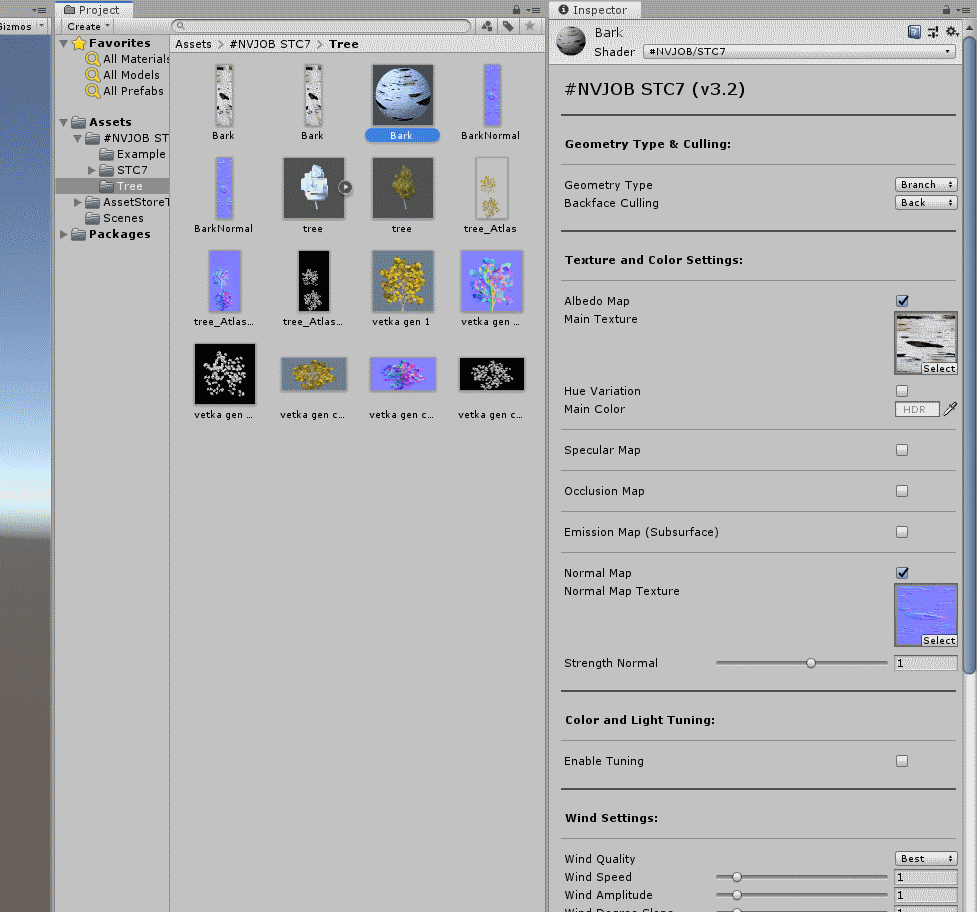 Gizmos
Project
Create
Favorites
All Materials
All Models
All Prefabs
Assets
#NVJOB ST
Example
STC7
Tree
AssetStoreT
Scenes
Packages
Assets > #NVJOB STC7 > Tree
Bark
Bark
Bark
BarkNormal
BarkNormal
tree
tree
tree_Atlas
tree_Atlas...
tree_Atlas...
vetka gen 1
vetka gen ...
vetka gen ...
vetka gen c...
vetka gen c...
vetka gen c...
Inspector
Bark
Shader #NVJOB/STC7
#NVJOB STC7 (v3.2)
Geometry Type & Culling:
Geometry Type Branch
Backface Culling Back
Texture and Color Settings:
Albedo Map
Main Texture
Select
Hue Variation
Main Color HDR
Specular Map
Occlusion Map
Emission Map (Subsurface)
Normal Map
Normal Map Texture
Select
Strength Normal 1
Color and Light Tuning:
Enable Tuning
Wind Settings:
Wind Quality Best
Wind Speed 1
Wind Amplitude 1
Wind Degree Slope 1